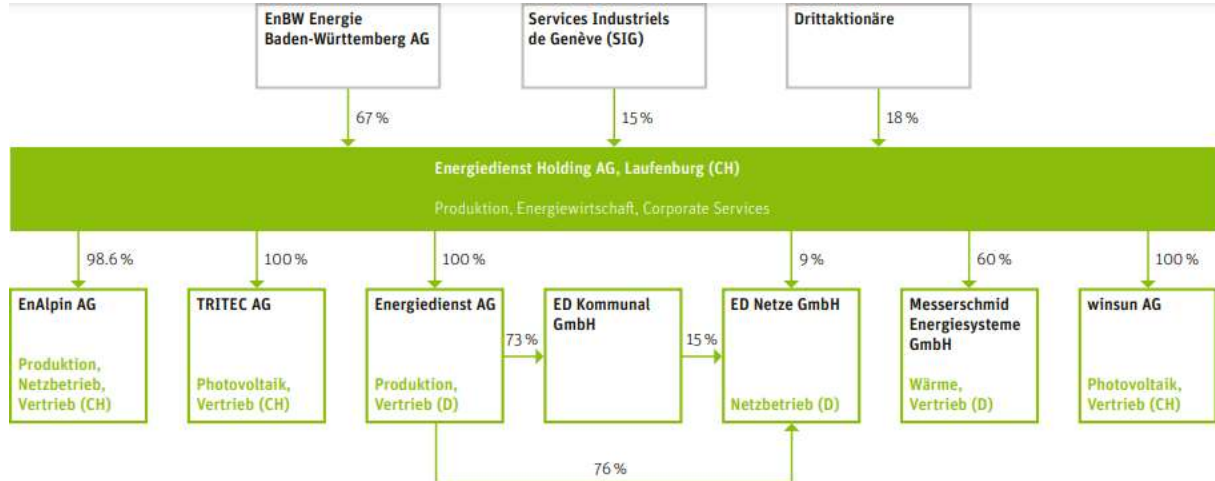 EnBW Energie
Baden-Württemberg AG
Services Industriels
de Genève (SIG)
Drittaktionäre
67 %
15 %
18 %
Energiedienst Holding AG, Laufenburg (CH)
Produktion, Energiewirtschaft, Corporate Services
98.6 %
100 %
100 %
9 %
60 %
100 %
EnAlpin AG
Produktion,
Netzbetrieb,
Vertrieb (CH)
TRITEC AG
Photovoltaik,
Vertrieb (CH)
Energiedienst AG
Produktion,
Vertrieb (D)
73 %
ED Kommunal
GmbH
15 %
ED Netze GmbH
Netzbetrieb (D)
Messerschmid
Energiesysteme
GmbH
Wärme,
Vertrieb (D)
winsun AG
Photovoltaik,
Vertrieb (CH)
76 %